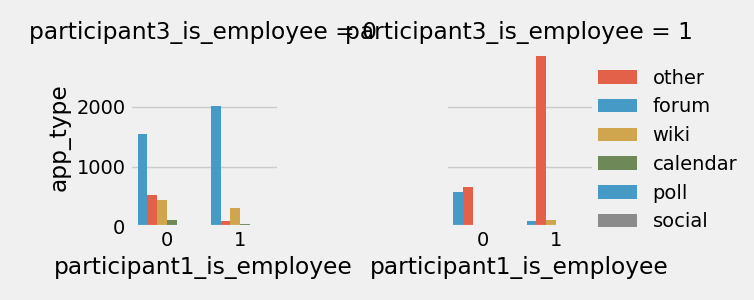 participant3_is_employee = 0
participant3_is_employee = 1
app_type
2000
1000
0
0
1
0
1
participant1_is_employee
participant1_is_employee
other
forum
wiki
calendar
poll
social